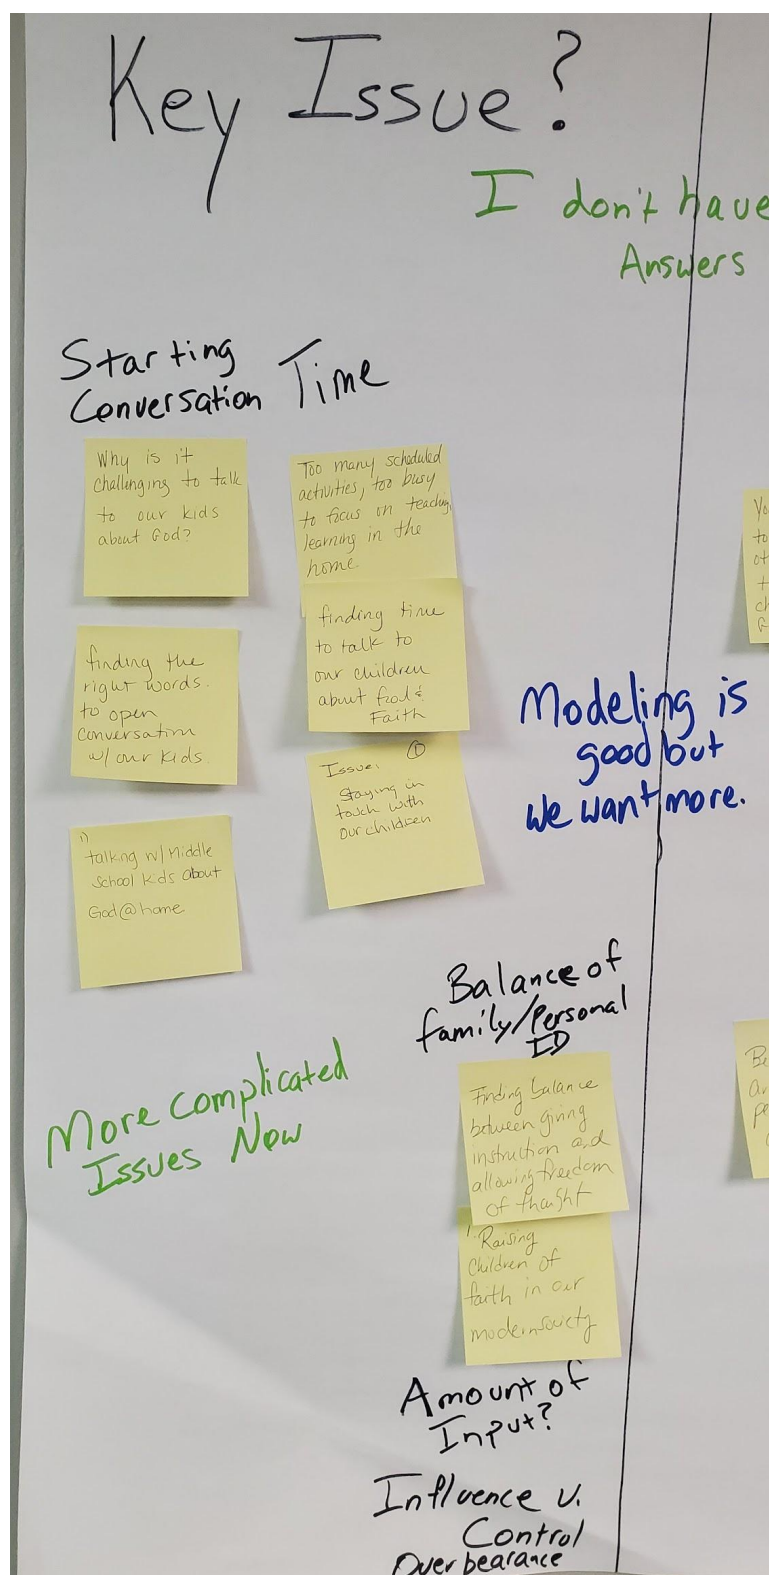 Key Issue?
I don't have
Answers
Starting
Conversation
Time
Why is it
challenging to talk
to our kids
about God?
finding the
right words
to open
conversation
w/ our kids.
1)
talking w/ Middle
School kids about
God@home
Too many scheduled
activities, too busy
to focus on teaching,
learning in the
home
finding time
to talk to
our children
about
Faith
Issue:
Staying in
touch with
our children
Modeling is
good but
we want more.
Balance of
family/Personal
ID
Finding balance
between giving
instruction and
allowing freedom
of thought
1. Raising
children of
faith in our
modern society
More complicated
Issues Now
Amount of
Input?
Influence v.
Control
Overbearance